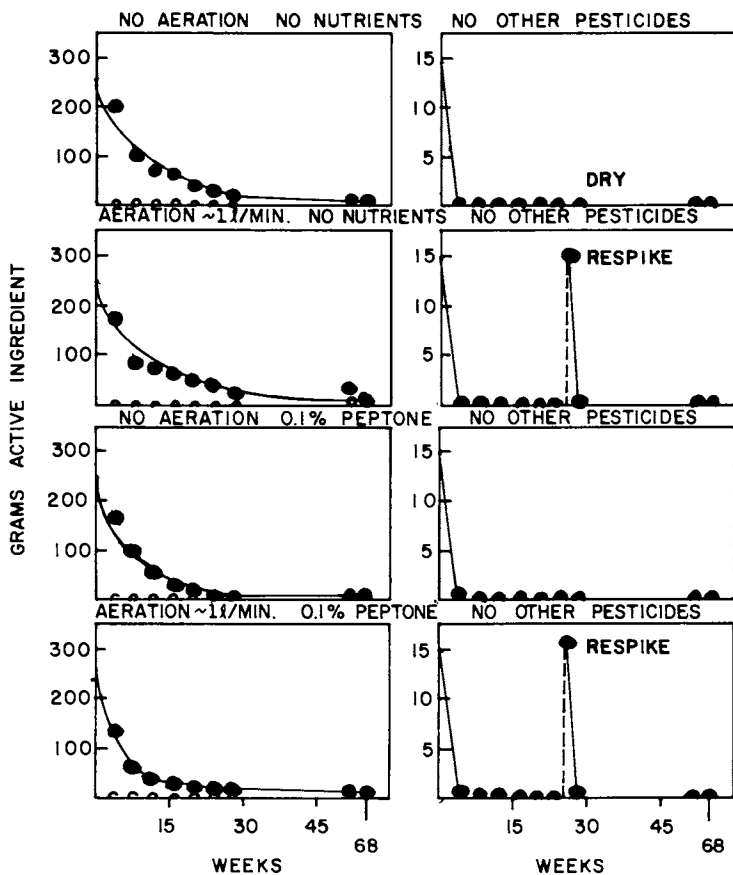 NO AERATION NO NUTRIENTS NO OTHER PESTICIDES
300
200
100
15
10
5
DRY
AERATION ~1ℓ/MIN. NO NUTRIENTS NO OTHER PESTICIDES
300
200
100
15
10
5
RESPIKE
NO AERATION 0.1% PEPTONE NO OTHER PESTICIDES
300
200
100
15
10
5
AERATION ~1ℓ/MIN. 0.1% PEPTONE NO OTHER PESTICIDES
300
200
100
15
10
5
RESPIKE
15 30 45 68
WEEKS
15 30 45 68
WEEKS
GRAMS ACTIVE INGREDIENT